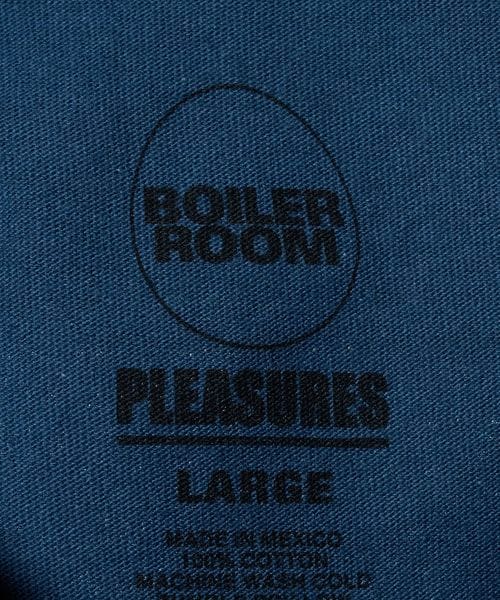 BOILER
ROOM
PLEASURES
LARGE
MADE IN MEXICO
100% COTTON
MACHINE WASH COLD